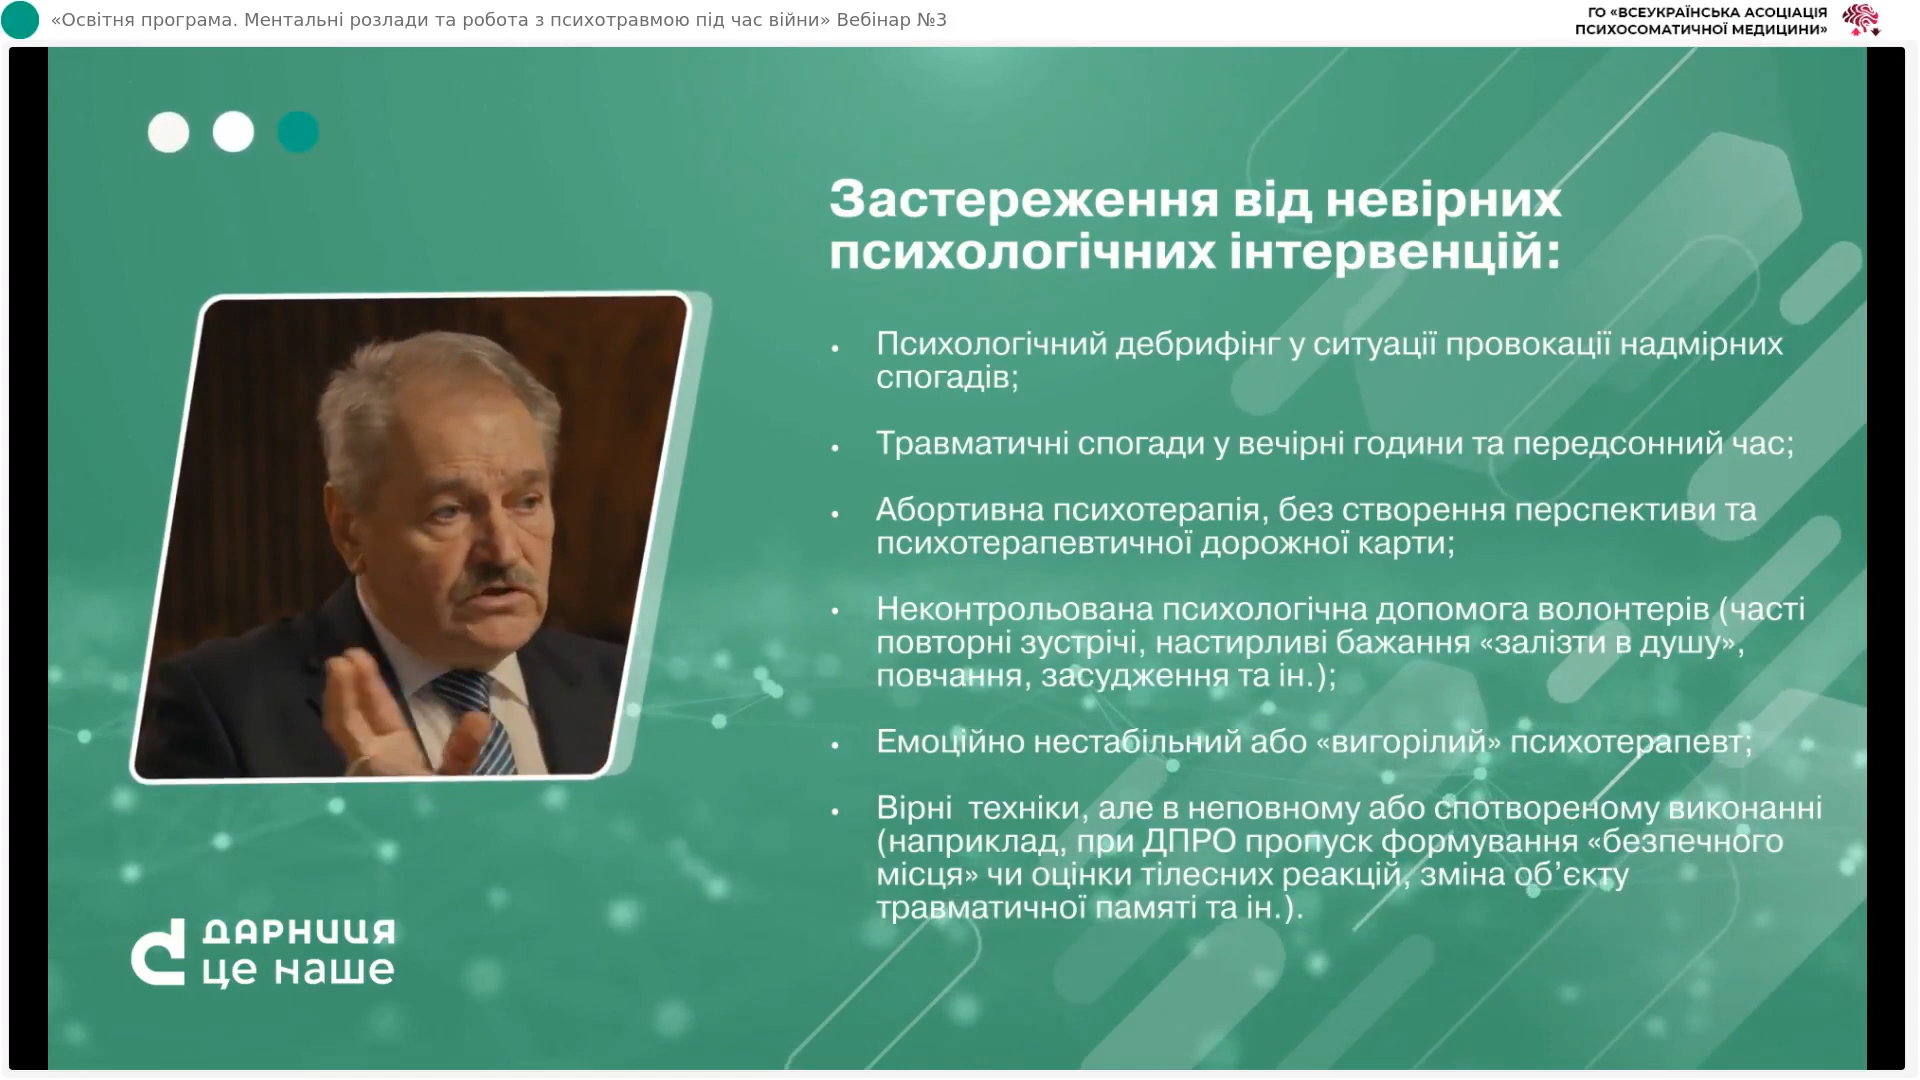 «Освітня програма. Ментальні розлади та робота з психотравмою під час війни» Вебінар №3
ГО «ВСЕУКРАЇНСЬКА АСОЦІАЦІЯ
ПСИХОСОМАТИЧНОЇ МЕДИЦИНИ»
Застереження від невірних
психологічних інтервенцій:
• Психологічний дебрифінг у ситуації провокації надмірних
спогадів;
• Травматичні спогади у вечірні години та передсонний час;
• Абортивна психотерапія, без створення перспективи та
психотерапевтичної дорожної карти;
• Неконтрольована психологічна допомога волонтерів (часті
повторні зустрічі, настирливі бажання «залізти в душу»,
повчання, засудження та ін.);
• Емоційно нестабільний або «вигорілий» психотерапевт;
• Вірні  техніки, але в неповному або спотвореному виконанні
(наприклад, при ДПРО пропуск формування «безпечного
місця» чи оцінки тілесних реакцій, зміна об’єкту
травматичної памяті та ін.).
ДАРНИЦЯ
це наше